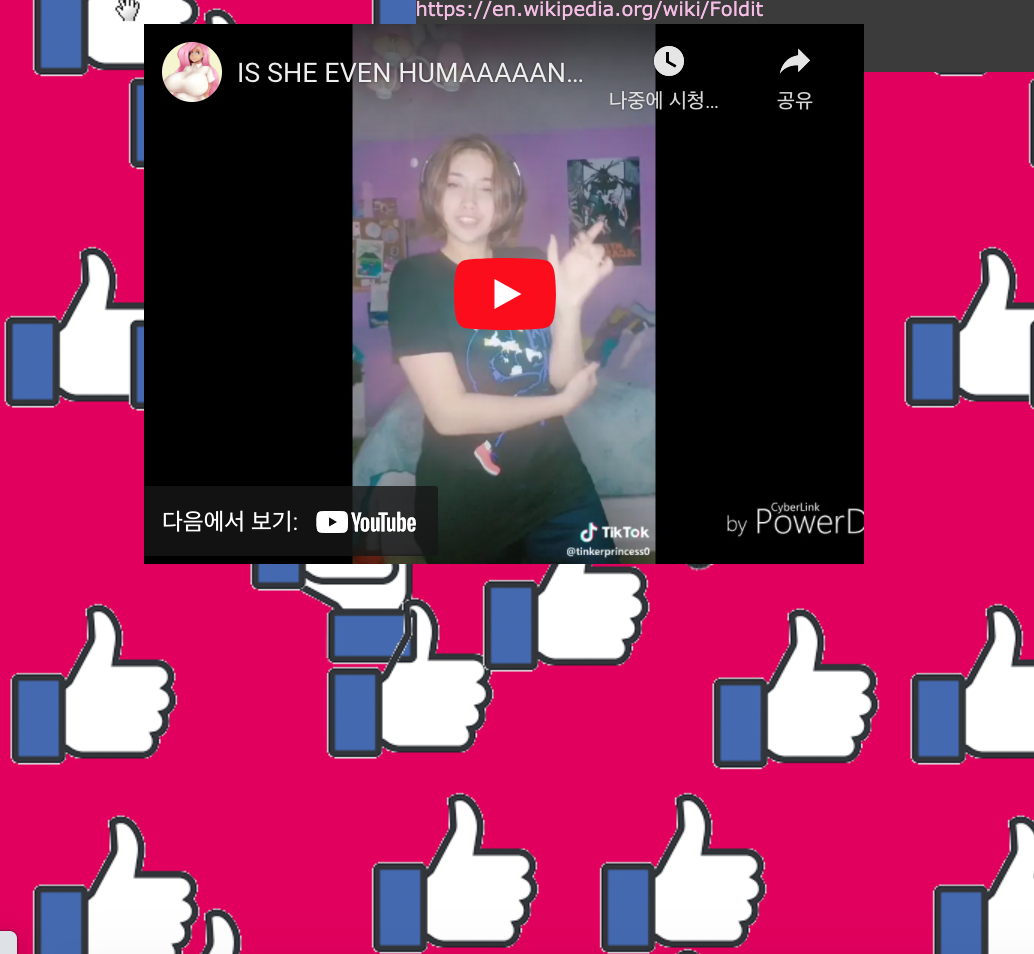 https://en.wikipedia.org/wiki/Foldit
IS SHE EVEN HUMAAAAAN...
나중에 시청...
공유
다음에서 보기: YouTube
TikTok
@tinkerprincess0
CyberLink
by PowerD